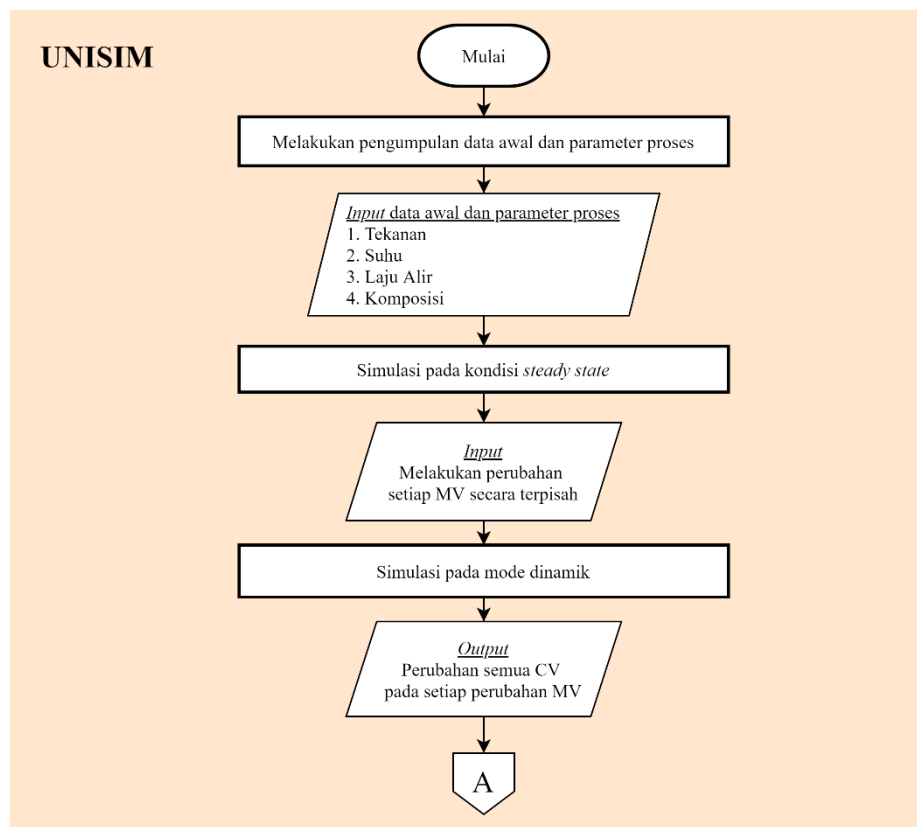 UNISIM
Mulai
Melakukan pengumpulan data awal dan parameter proses
Input data awal dan parameter proses
1. Tekanan
2. Suhu
3. Laju Alir
4. Komposisi
Simulasi pada kondisi steady state
Input
Melakukan perubahan
setiap MV secara terpisah
Simulasi pada mode dinamik
Output
Perubahan semua CV
pada setiap perubahan MV
A